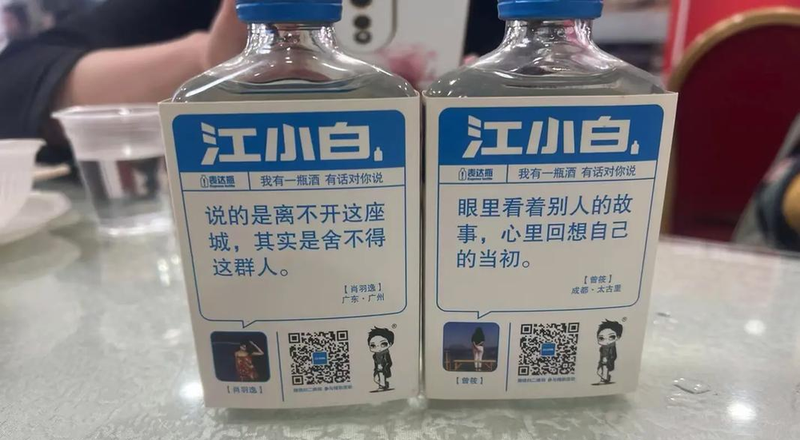 江小白
表达瓶
我有一瓶酒 有话对你说
说的是离不开这座
城，其实是舍不得
这群人。
【肖羽逸】
广东·广州
【肖羽逸】
江小白
表达瓶
我有一瓶酒 有话对你说
眼里看着别人的故
事，心里回想自己
的当初。
【曾筱】
成都·太古里
【曾筱】